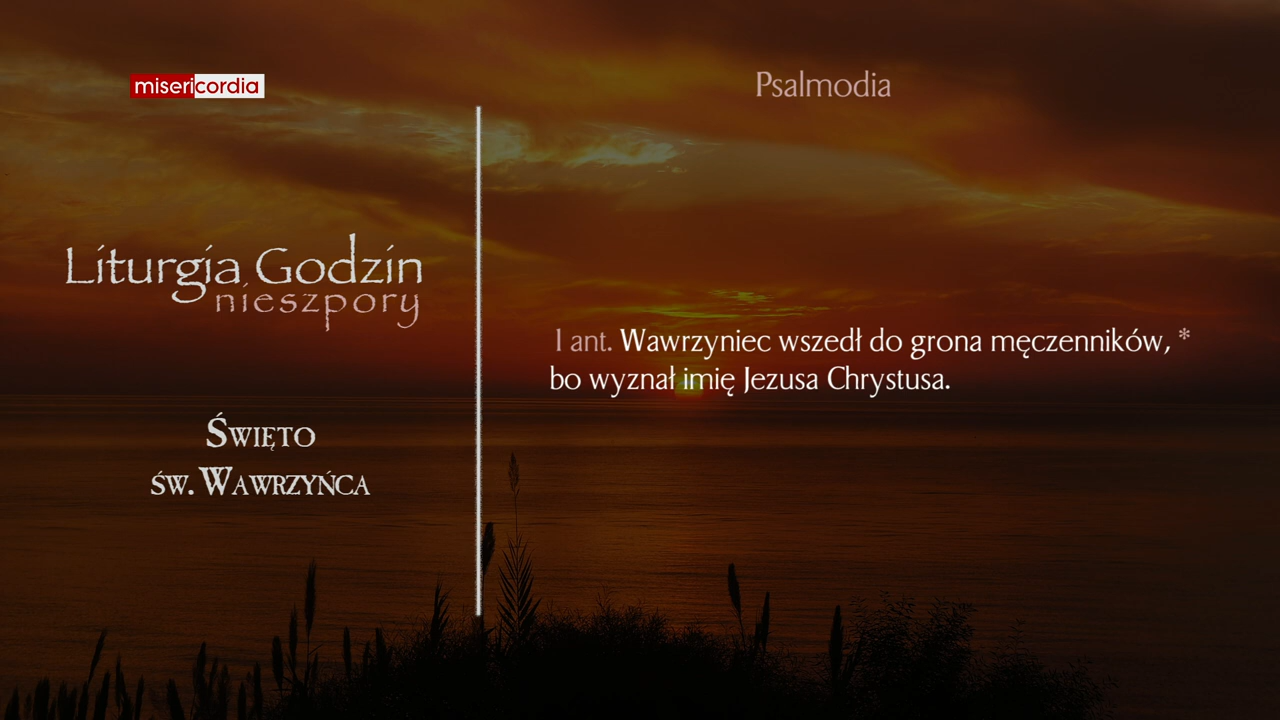 misericordia
Liturgia Godzin
nieszpory
Święto
św. Wawrzyńca
Psalmodia
1 ant. Wawrzyniec wszedł do grona męczenników, *
bo wyznał imię Jezusa Chrystusa.